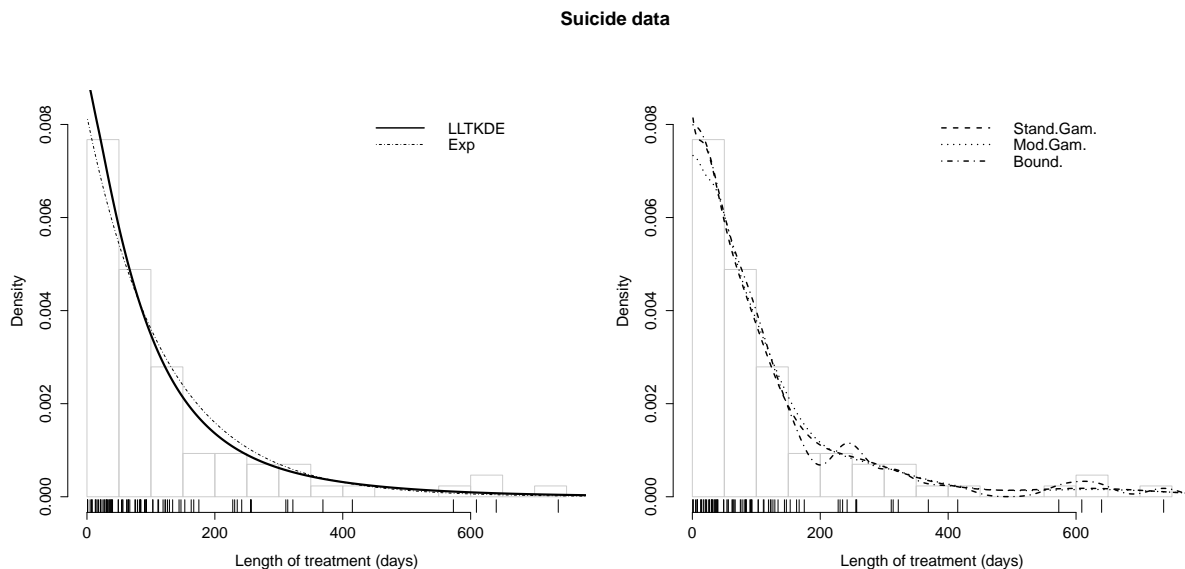 Suicide data
LLTKDE
Exp
Density
0.000
0.002
0.004
0.006
0.008
0
200
400
600
Length of treatment (days)
Stand.Gam.
Mod.Gam.
Bound.
Density
0.000
0.002
0.004
0.006
0.008
0
200
400
600
Length of treatment (days)